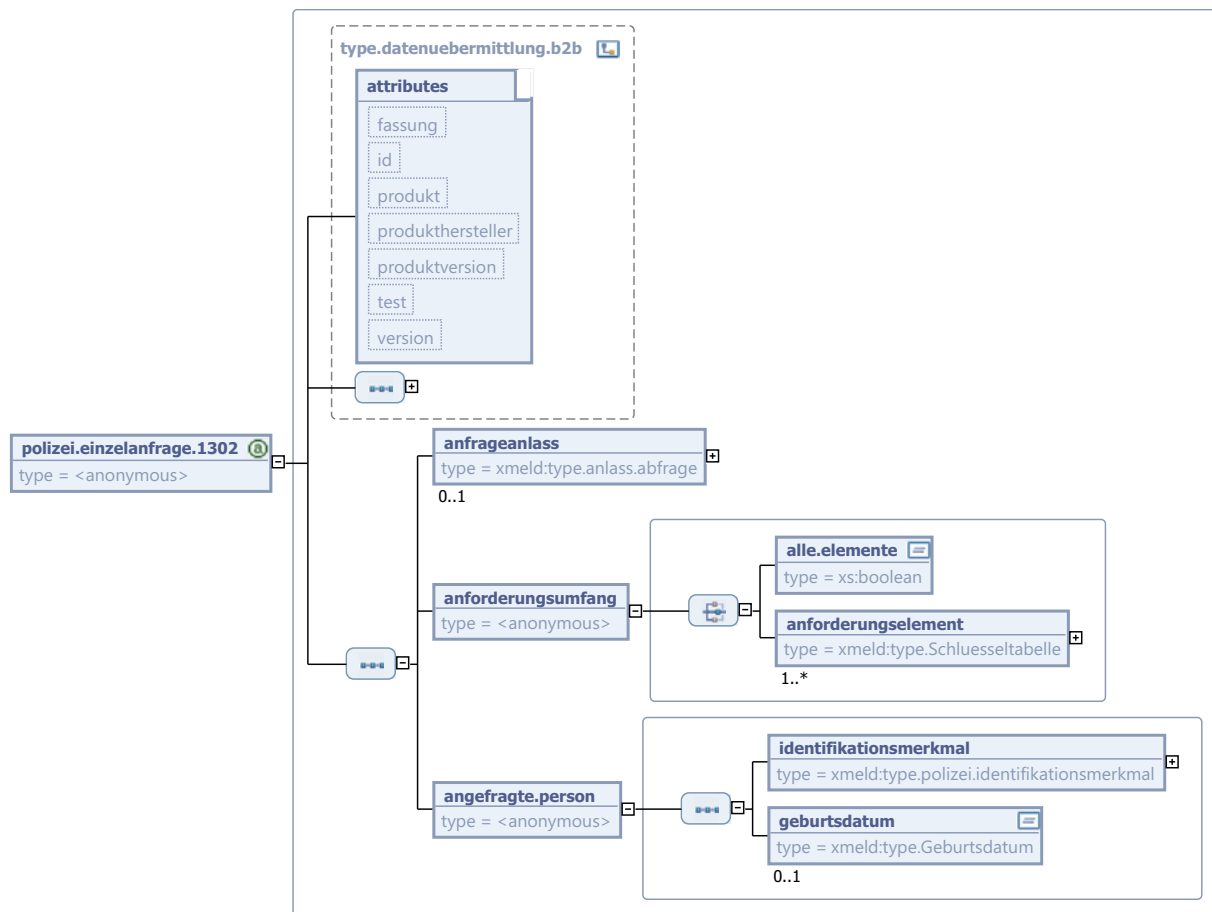 type.datenuebermittlung.b2b
attributes
fassung
id
produkt
produkthersteller
produktversion
test
version
polizei.einzelanfrage.1302
type = <anonymous>
anfrageanlass
type = xmeld:type.anlass.abfrage
0..1
anforderungsumfang
type = <anonymous>
alle.elemente
type = xs:boolean
anforderungselement
type = xmeld:type.Schluesseltabelle
1..*
angefragte.person
type = <anonymous>
identifikationsmerkmal
type = xmeld:type.polizei.identifikationsmerkmal
geburtsdatum
type = xmeld:type.Geburtsdatum
0..1